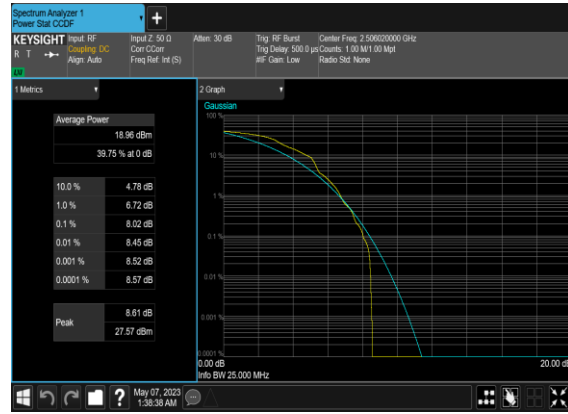 Spectrum Analyzer 1
Power Stat CCDF
KEYSIGHT
R T
LXI
Input: RF
Coupling: DC
Align: Auto
Input Z: 50 Ω
Corr CCorr
Freq Ref: Int (S)
Atten: 30 dB
Trig: RF Burst
Trig Delay: 500.0 µs
#IF Gain: Low
Center Freq: 2.506020000 GHz
Counts: 1.00 M/1.00 Mpt
Radio Std: None
1 Metrics
Average Power
18.96 dBm
39.75 % at 0 dB
10.0 % 4.78 dB
1.0 % 6.72 dB
0.1 % 8.02 dB
0.01 % 8.45 dB
0.001 % 8.52 dB
0.0001 % 8.57 dB
Peak
8.61 dB
27.57 dBm
2 Graph
Gaussian
100 %
10 %
1 %
0.1 %
0.01 %
0.001 %
0.0001 %
0.00 dB
20.00 dB
Info BW 25.000 MHz
?
May 07, 2023
1:38:38 AM